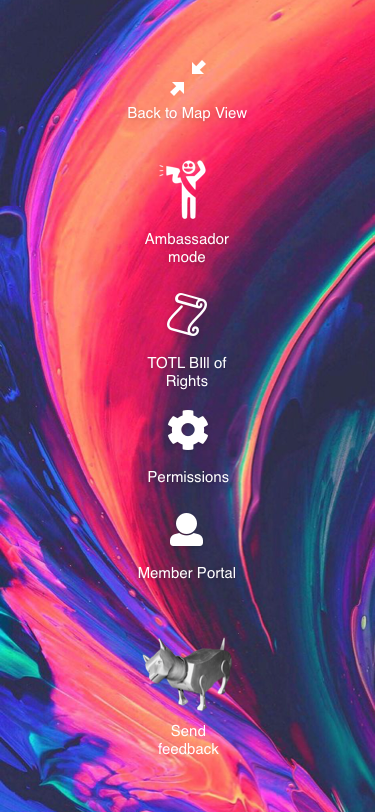 Back to Map View
Ambassador
mode
TOTL BIll of
Rights
Permissions
Member Portal
Send
feedback